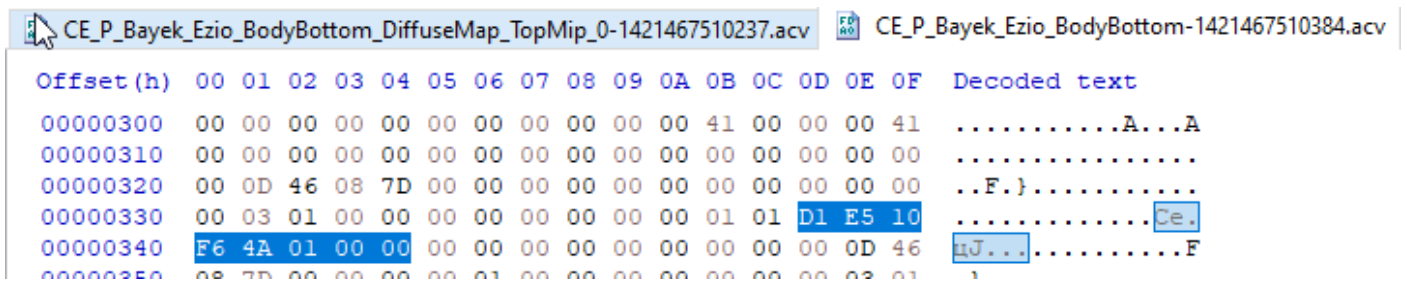 CE_P_Bayek_Ezio_BodyBottom_DiffuseMap_TopMip_0-1421467510237.acv CE_P_Bayek_Ezio_BodyBottom-1421467510384.acv
Offset(h) 00 01 02 03 04 05 06 07 08 09 0A 0B 0C 0D 0E 0F Decoded text
00000300 00 00 00 00 00 00 00 00 00 00 00 41 00 00 00 41 ...........A...A
00000310 00 00 00 00 00 00 00 00 00 00 00 00 00 00 00 00 ................
00000320 00 0D 46 08 7D 00 00 00 00 00 00 00 00 00 00 00 ..F.}...........
00000330 00 03 01 00 00 00 00 00 00 00 00 01 01 D1 E5 10 .............Се.
00000340 F6 4A 01 00 00 00 00 00 00 00 00 00 00 00 0D 46 цJ.............F